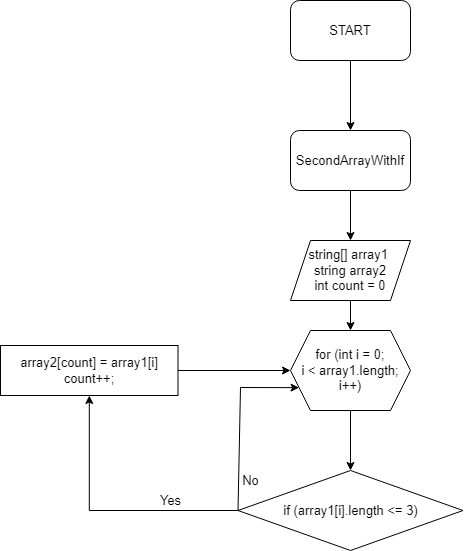 START
SecondArrayWithIf
string[] array1
string array2
int count = 0
for (int i = 0;
i < array1.length;
i++)
array2[count] = array1[i]
count++;
No
Yes
if (array1[i].length <= 3)